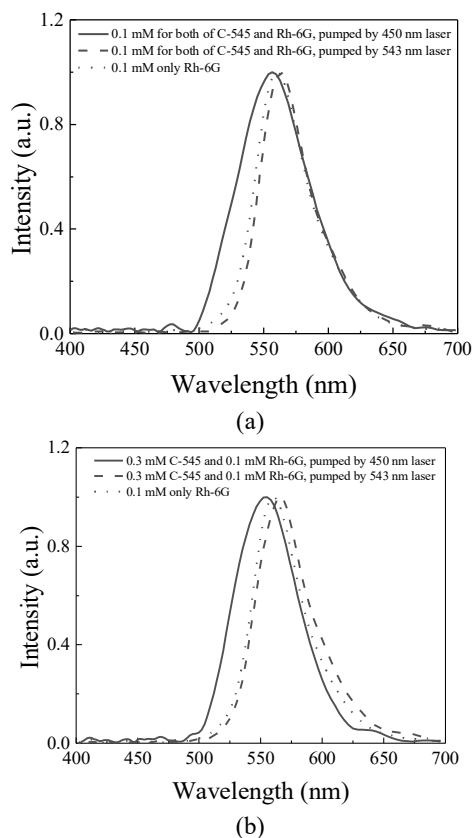 1.2
0.1 mM for both of C-545 and Rh-6G, pumped by 450 nm laser
0.1 mM for both of C-545 and Rh-6G, pumped by 543 nm laser
0.1 mM only Rh-6G
0.8
0.4
0.0
Intensity (a.u.)
400 450 500 550 600 650 700
Wavelength (nm)
(a)
1.2
0.3 mM C-545 and 0.1 mM Rh-6G, pumped by 450 nm laser
0.3 mM C-545 and 0.1 mM Rh-6G, pumped by 543 nm laser
0.1 mM only Rh-6G
0.8
0.4
0.0
Intensity (a.u.)
400 450 500 550 600 650 700
Wavelength (nm)
(b)